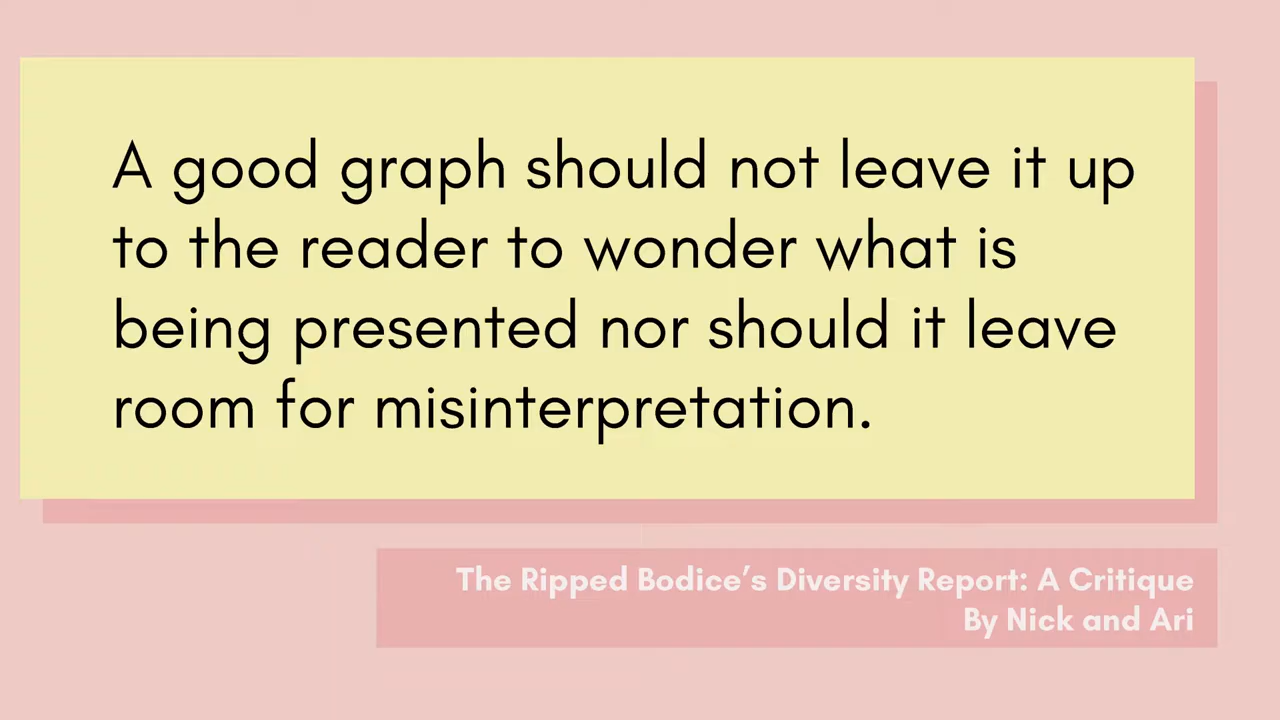 A good graph should not leave it up
to the reader to wonder what is
being presented nor should it leave
room for misinterpretation.
The Ripped Bodice’s Diversity Report: A Critique
By Nick and Ari